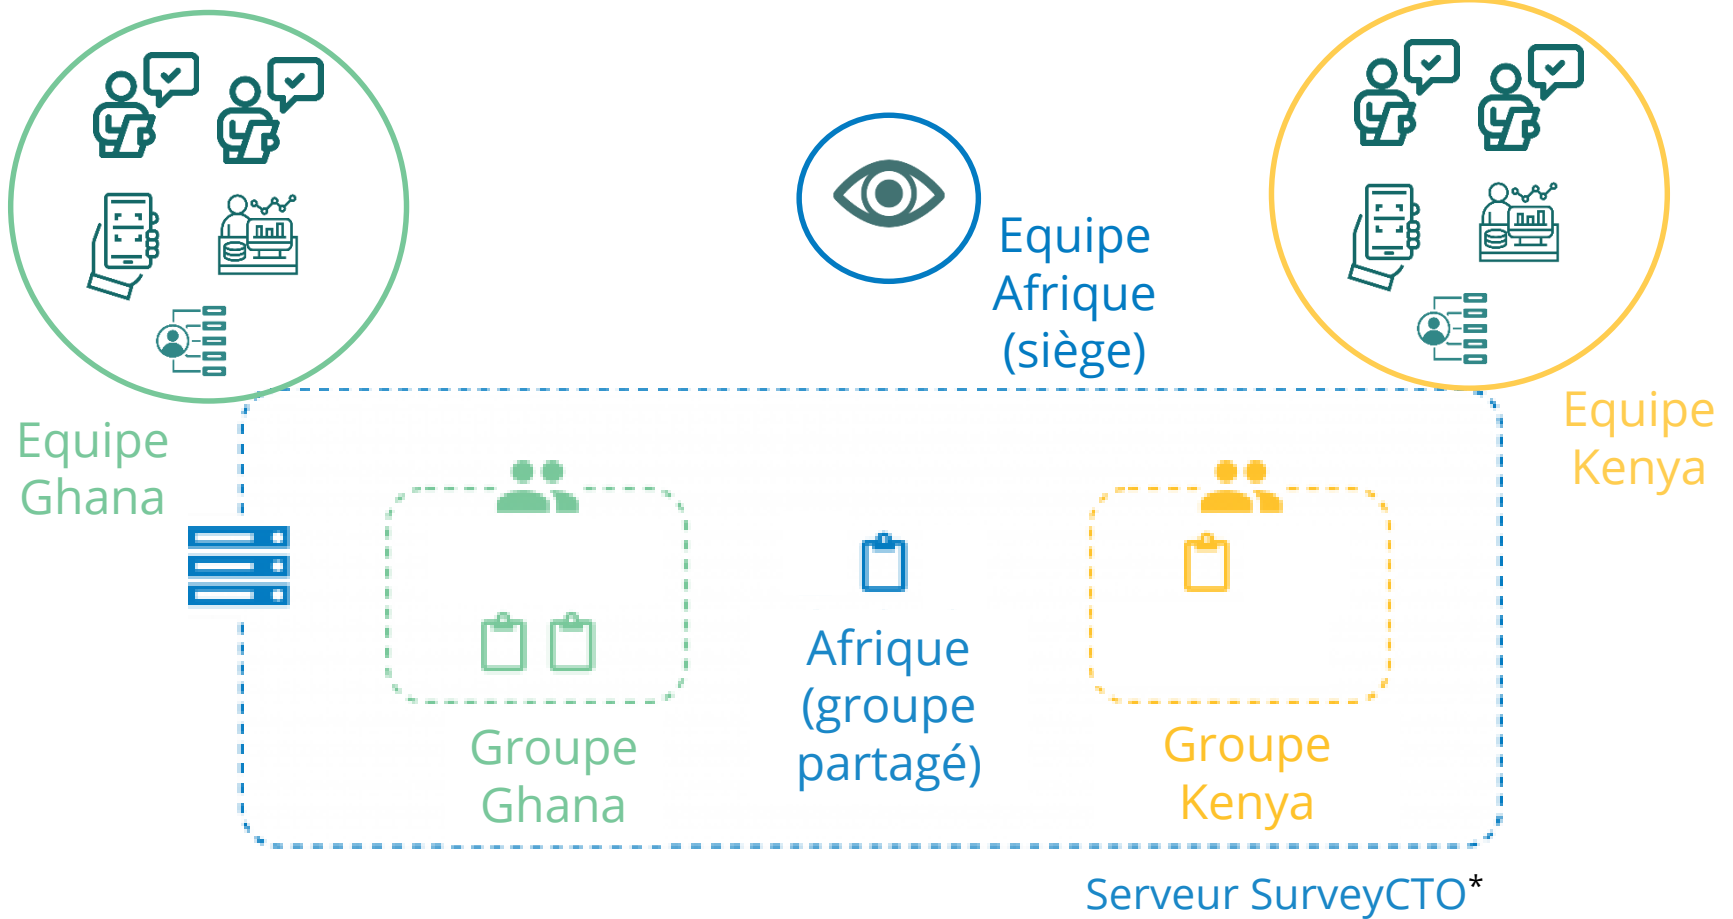 Equipe
Afrique
(siège)
Equipe
Ghana
Equipe
Kenya
Afrique
(groupe
partagé)
Groupe
Ghana
Groupe
Kenya
Serveur SurveyCTO*